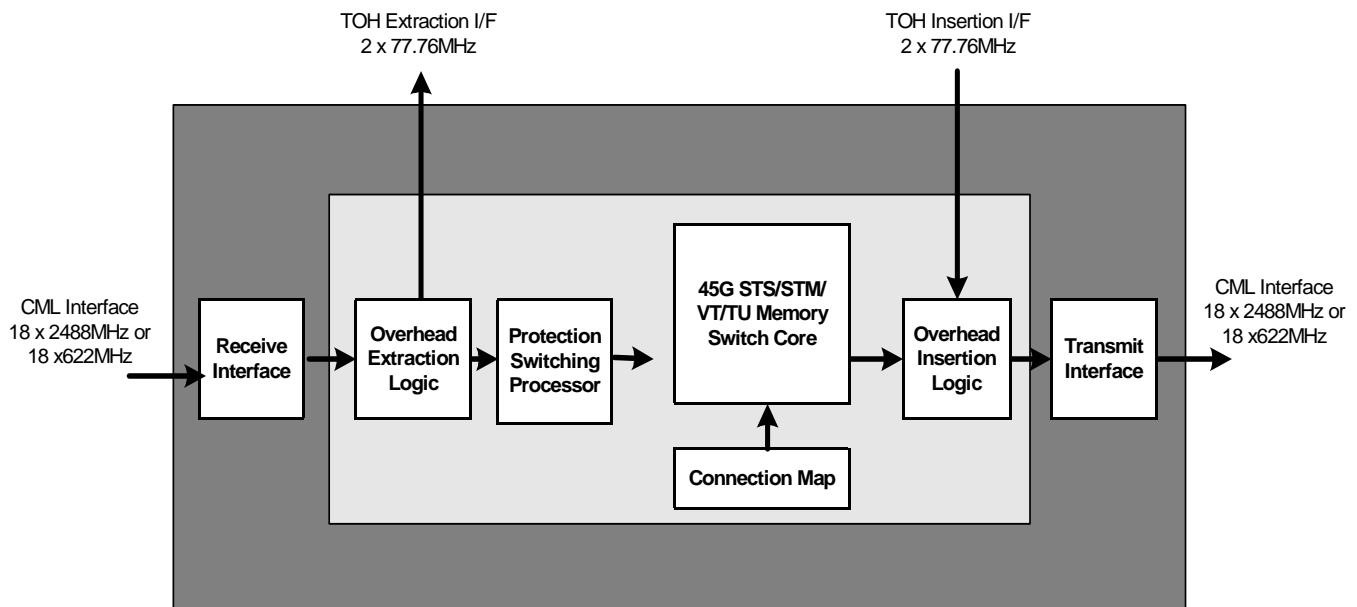 TOH Extraction I/F
2 x 77.76MHz
TOH Insertion I/F
2 x 77.76MHz
CML Interface
18 x 2488MHz or
18 x622MHz
Receive
Interface
Overhead
Extraction
Logic
Protection
Switching
Processor
45G STS/STM/
VT/TU Memory
Switch Core
Connection Map
Overhead
Insertion
Logic
Transmit
Interface
CML Interface
18 x 2488MHz or
18 x622MHz